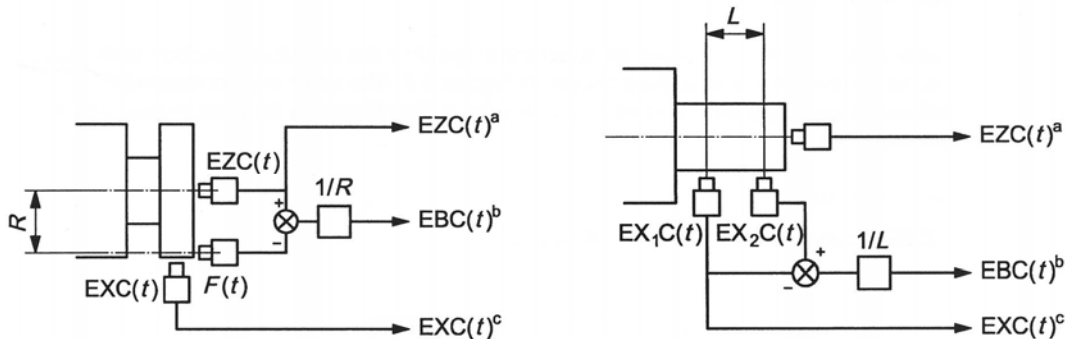 EZC(t)ᵃ
EZC(t)
1/R
R
+
−
EBC(t)ᵇ
EXC(t)
F(t)
EXC(t)ᶜ
L
EZC(t)ᵃ
EX₁C(t)
EX₂C(t)
+
−
1/L
EBC(t)ᵇ
EXC(t)ᶜ